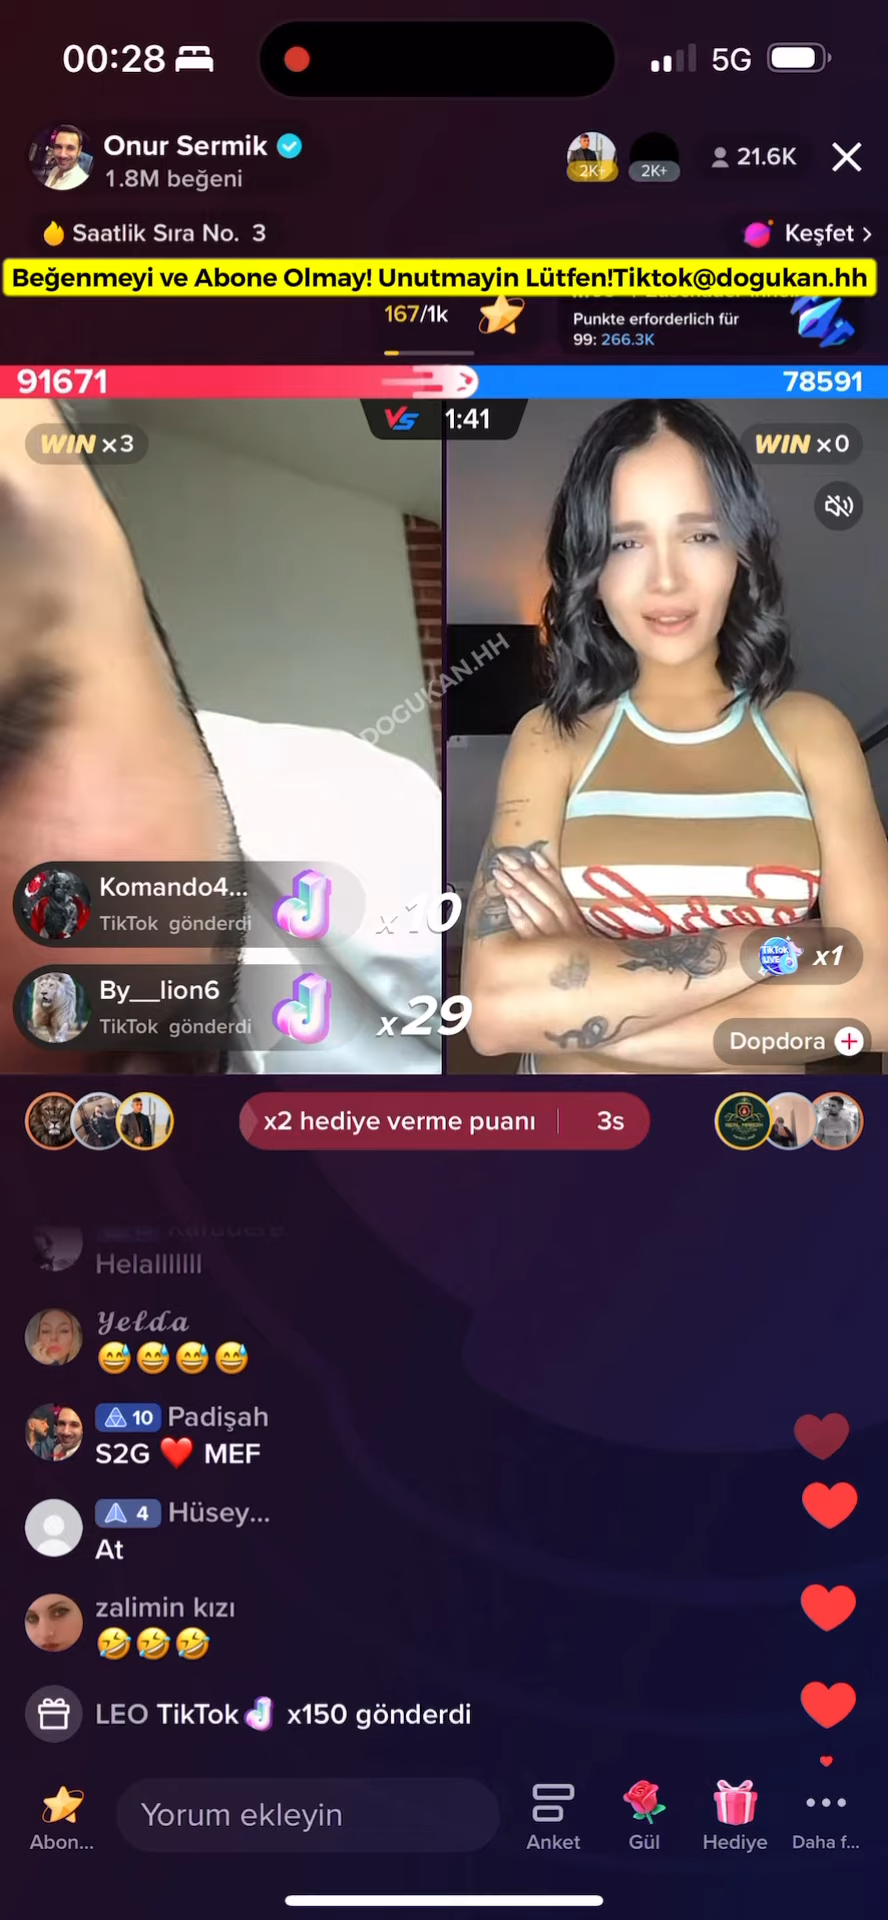 00:28
5G
Onur Sermik
1.8M beğeni
2K+
2K+
21.6K
Saatlik Sıra No. 3
Keşfet >
Beğenmeyi ve Abone Olmay! Unutmayin Lütfen!Tiktok@dogukan.hh
167/1k
Punkte erforderlich für
99: 266.3K
91671
78591
VS
1:41
WIN x3
WIN x0
DOGUKAN.HH
Komando4...
TikTok gönderdi
x10
By__lion6
TikTok gönderdi
x29
TikTok
LIVE
x1
Dopdora +
x2 hediye verme puanı
3s
Helalllllll
Yelda
😅😅😅😅
10 Padişah
S2G ❤️ MEF
4 Hüsey...
At
zalimin kızı
🤣🤣🤣
LEO TikTok x150 gönderdi
Abon...
Yorum ekleyin
Anket
Gül
Hediye
Daha f...